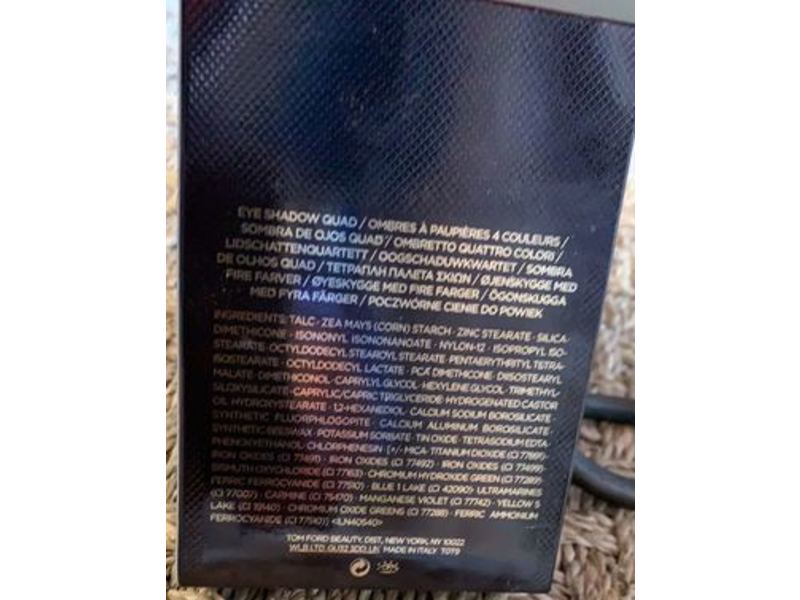 EYE SHADOW QUAD / OMBRES À PAUPIÈRES 4 COULEURS /
SOMBRA DE OJOS QUAD / OMBRETTO QUATTRO COLORI /
LIDSCHATTENQUARTETT / OOGSCHADUWKWARTET / SOMBRA
DE OLHOS QUAD / ΤΕΤΡΑΠΛΗ ΠΑΛΕΤΑ ΣΚΙΩΝ / ØJENSKYGGE MED
FIRE FARVER / ØYESKYGGE MED FIRE FARGER / ÖGONSKUGGA
MED FYRA FÄRGER / POCZWÓRNE CIENIE DO POWIEK
INGREDIENTS: TALC · ZEA MAYS (CORN) STARCH · ZINC STEARATE · SILICA ·
DIMETHICONE · ISONONYL ISONONANOATE · NYLON-12 · ISOPROPYL ISO-
STEARATE · OCTYLDODECYL STEAROYL STEARATE · PENTAERYTHRITYL TETRA-
ISOSTEARATE · OCTYLDODECYL LACTATE · PCA DIMETHICONE · DIISOSTEARYL
MALATE · DIMETHICONOL · CAPRYLYL GLYCOL · HEXYLENE GLYCOL · TRIMETHYL-
SILOXYSILICATE · CAPRYLIC/CAPRIC TRIGLYCERIDE · HYDROGENATED CASTOR
OIL HYDROXYSTEARATE · 1,2-HEXANEDIOL · CALCIUM SODIUM BOROSILICATE ·
SYNTHETIC FLUORPHLOGOPITE · CALCIUM ALUMINUM BOROSILICATE ·
SYNTHETIC BEESWAX · POTASSIUM SORBATE · TIN OXIDE · TETRASODIUM EDTA ·
PHENOXYETHANOL · CHLORPHENESIN [+/- MICA · TITANIUM DIOXIDE (CI 77891) ·
IRON OXIDES (CI 77491) · IRON OXIDES (CI 77492) · IRON OXIDES (CI 77499) ·
BISMUTH OXYCHLORIDE (CI 77163) · CHROMIUM HYDROXIDE GREEN (CI 77289) ·
FERRIC FERROCYANIDE (CI 77510) · BLUE 1 LAKE (CI 42090) · ULTRAMARINES
(CI 77007) · CARMINE (CI 75470) · MANGANESE VIOLET (CI 77742) · YELLOW 5
LAKE (CI 19140) · CHROMIUM OXIDE GREENS (CI 77288) · FERRIC AMMONIUM
FERROCYANIDE (CI 77510)] <ILN40540>
TOM FORD BEAUTY, DIST, NEW YORK, NY 10022
WLB LTD, GU32 3DD, UK MADE IN ITALY T0T9